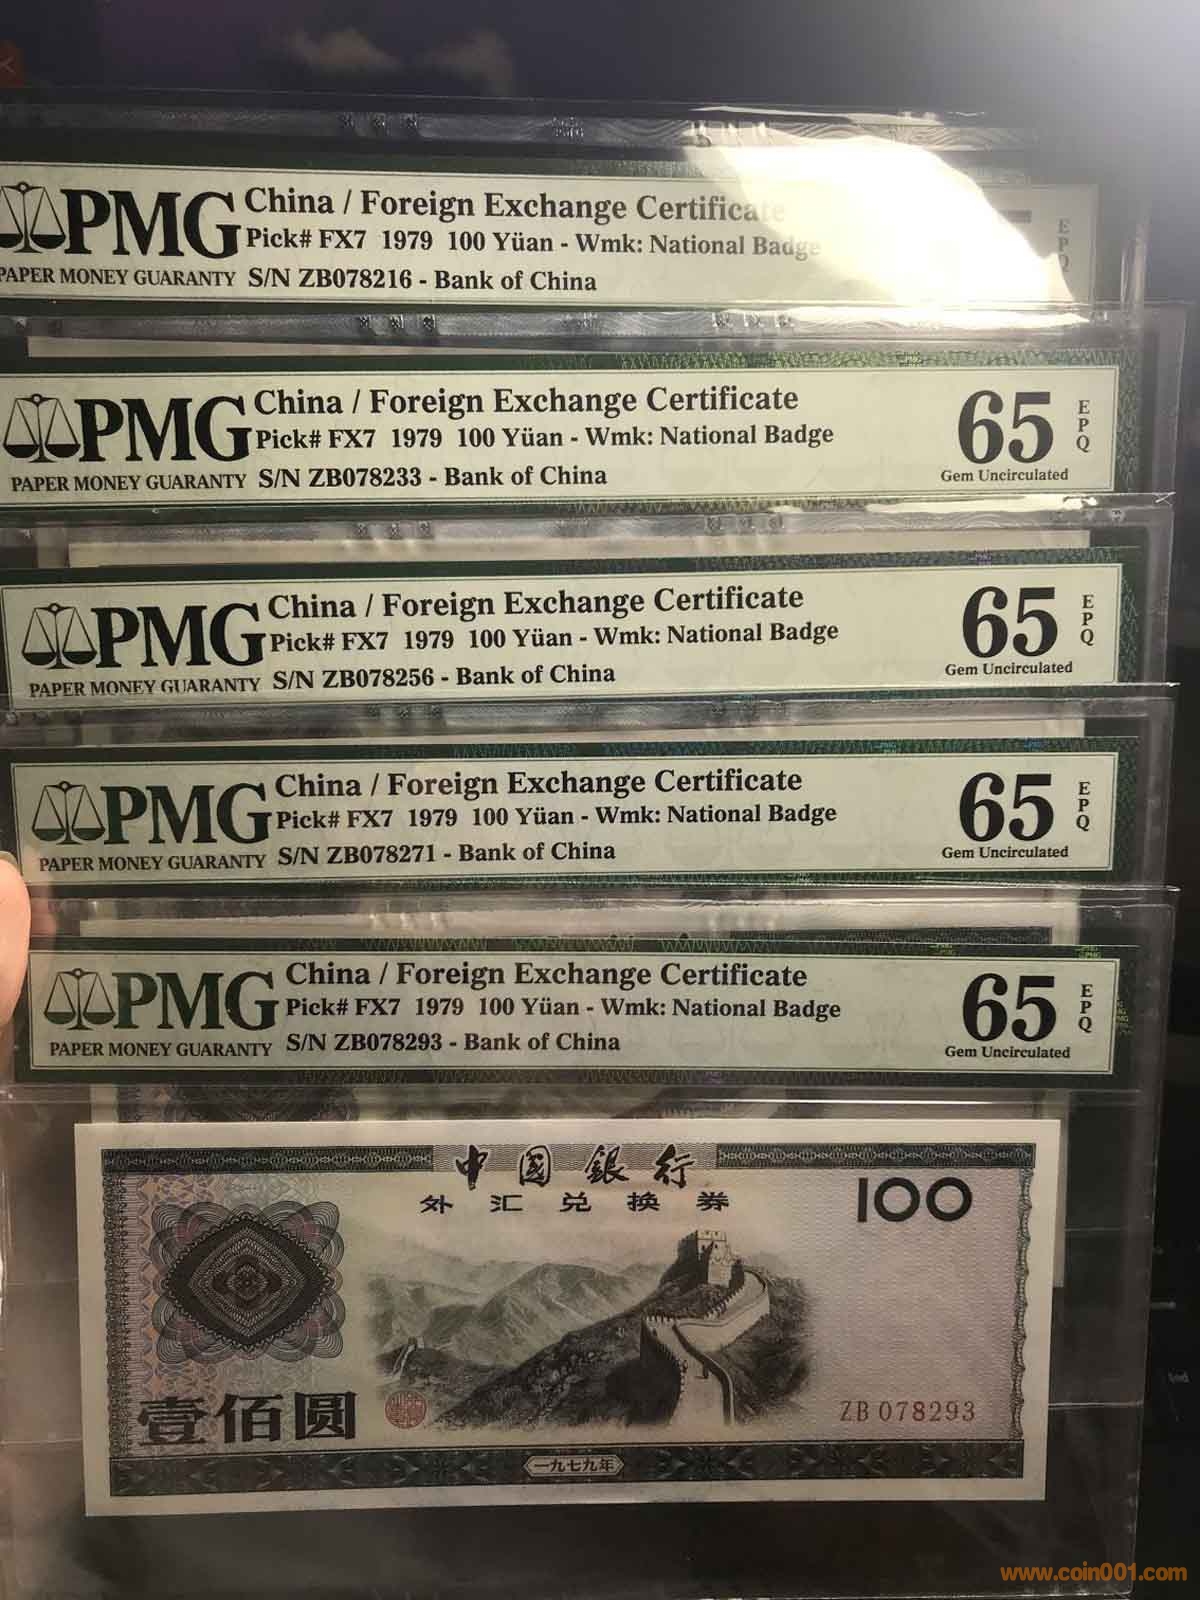 PMG
China / Foreign Exchange Certificate
Pick# FX7 1979 100 Yüan - Wmk: National Badge
PAPER MONEY GUARANTY S/N ZB078216 - Bank of China
EPQ
PMG
China / Foreign Exchange Certificate
Pick# FX7 1979 100 Yüan - Wmk: National Badge
PAPER MONEY GUARANTY S/N ZB078233 - Bank of China
65 EPQ
Gem Uncirculated
PMG
China / Foreign Exchange Certificate
Pick# FX7 1979 100 Yüan - Wmk: National Badge
PAPER MONEY GUARANTY S/N ZB078256 - Bank of China
65 EPQ
Gem Uncirculated
PMG
China / Foreign Exchange Certificate
Pick# FX7 1979 100 Yüan - Wmk: National Badge
PAPER MONEY GUARANTY S/N ZB078271 - Bank of China
65 EPQ
Gem Uncirculated
PMG
China / Foreign Exchange Certificate
Pick# FX7 1979 100 Yüan - Wmk: National Badge
PAPER MONEY GUARANTY S/N ZB078293 - Bank of China
65 EPQ
Gem Uncirculated
中國銀行
外汇兑换券
100
壹佰圆
ZB 078293
一九七九年
www.coin001.com